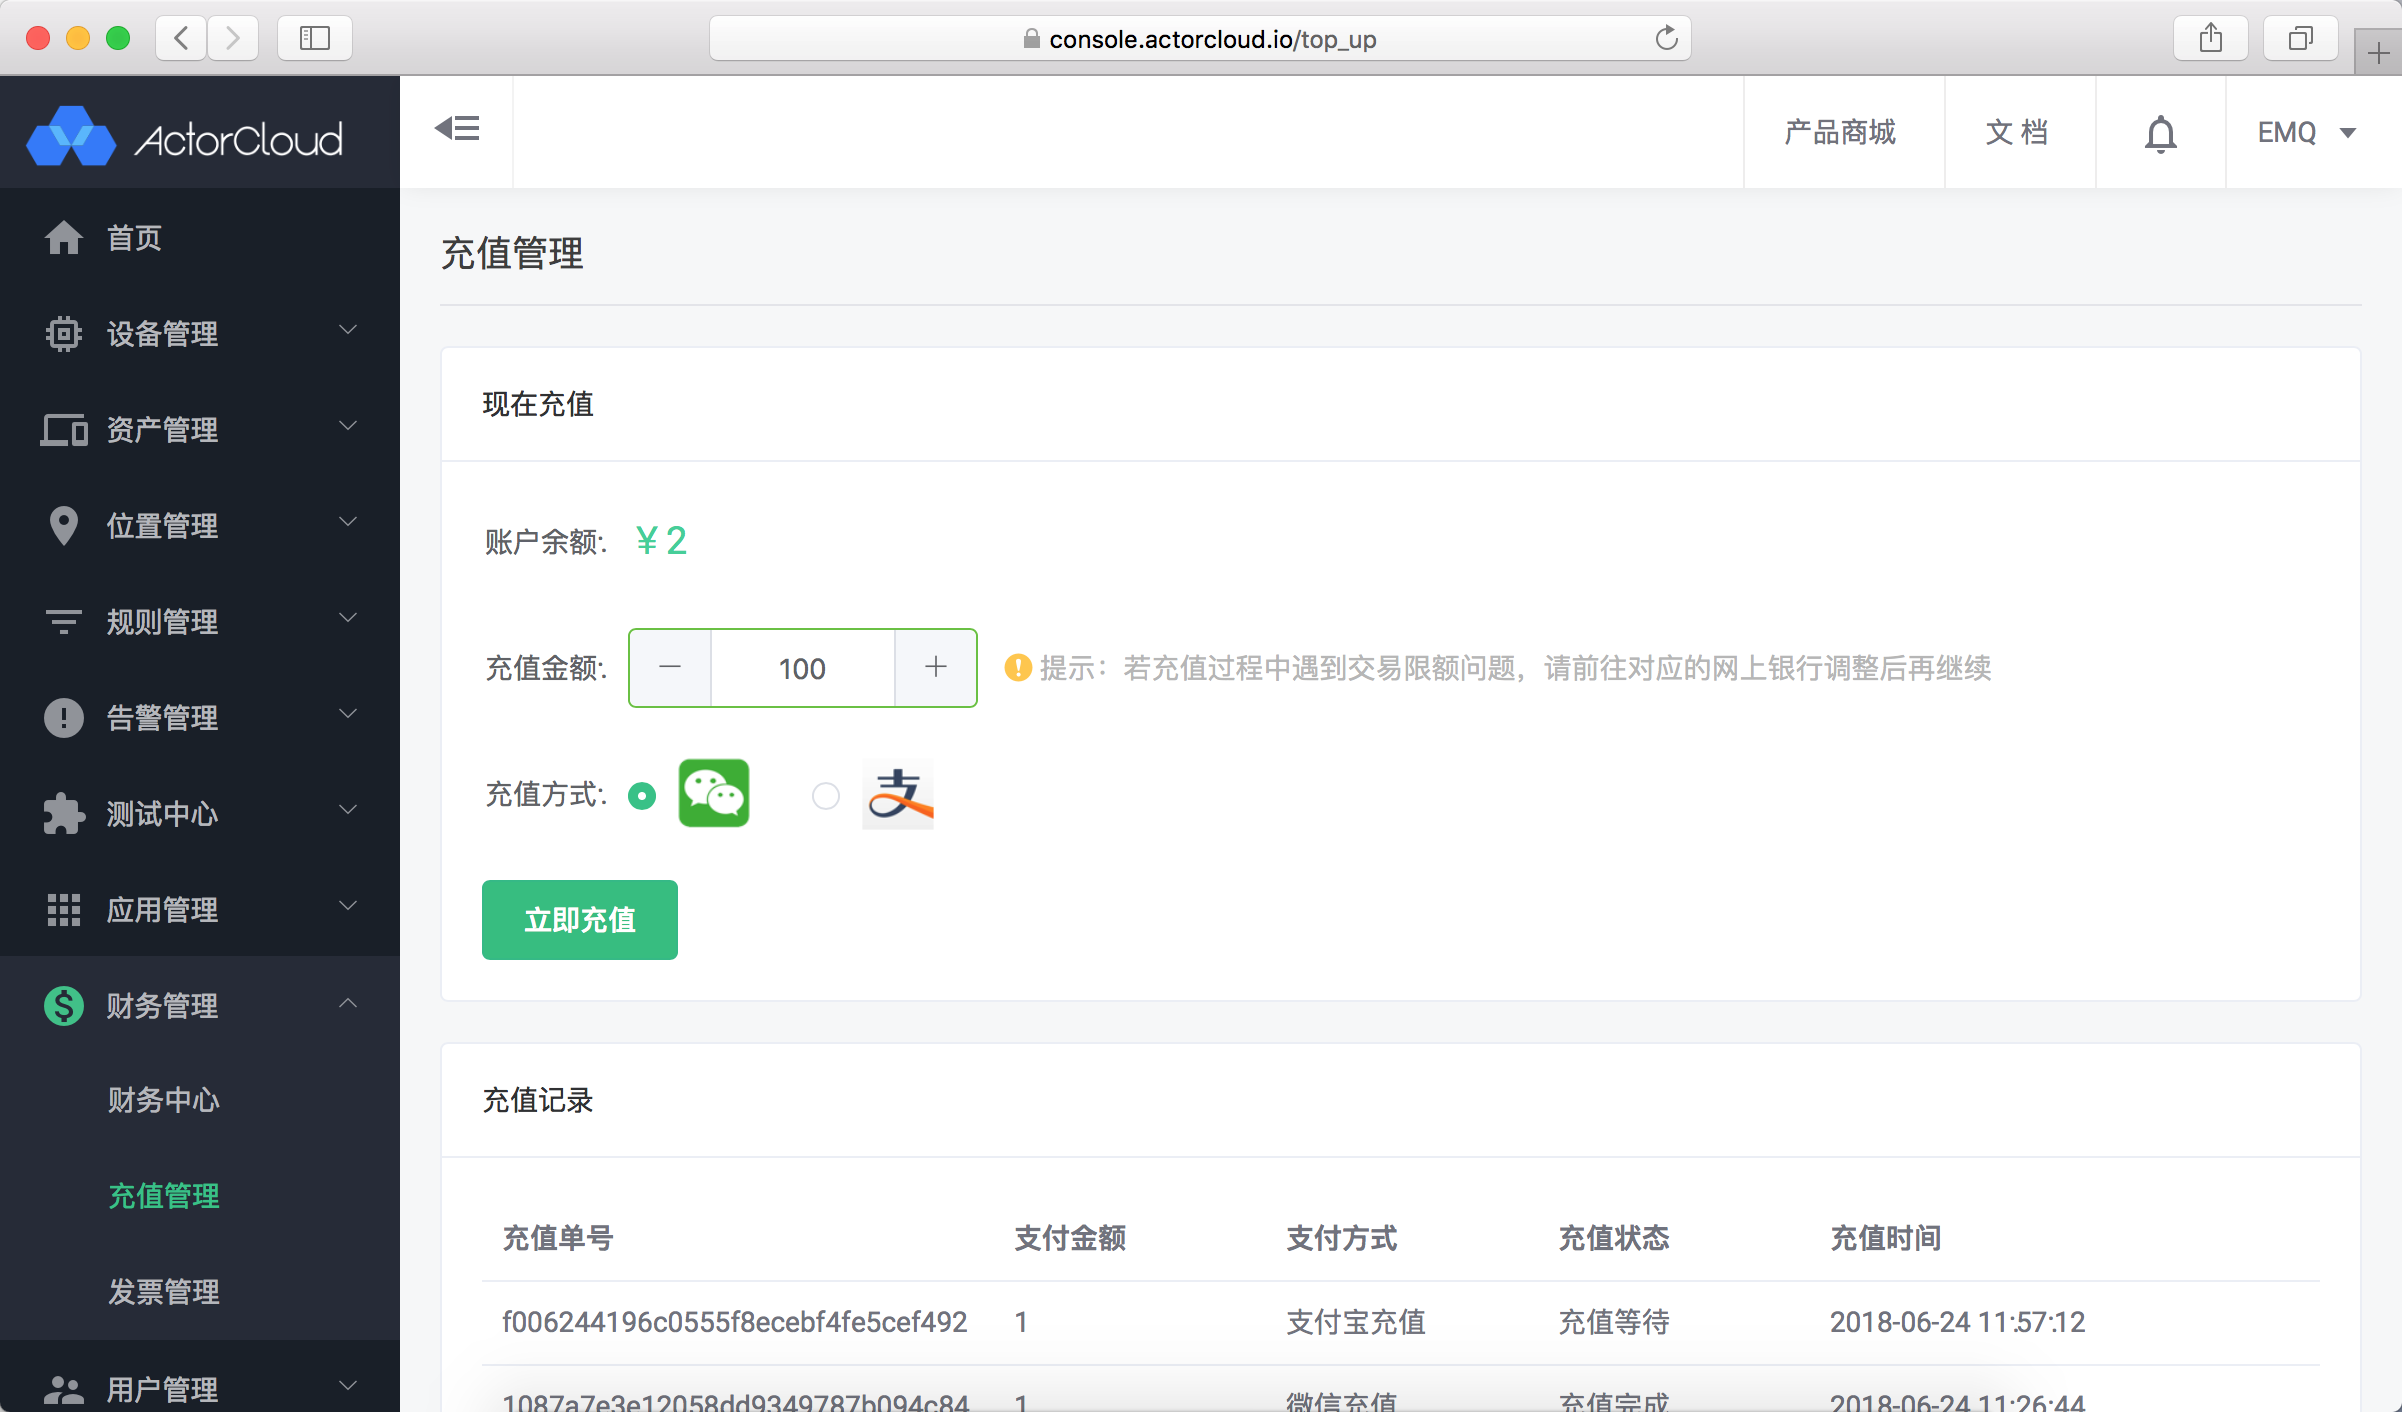 console.actorcloud.io/top_up
ActorCloud
产品商城
文 档
EMQ
首页
设备管理
资产管理
位置管理
规则管理
告警管理
测试中心
应用管理
财务管理
财务中心
充值管理
发票管理
用户管理
充值管理
现在充值
账户余额: ¥ 2
充值金额: 100 提示：若充值过程中遇到交易限额问题，请前往对应的网上银行调整后再继续
充值方式: 支
立即充值
充值记录
充值单号 支付金额 支付方式 充值状态 充值时间
f006244196c0555f8ecebf4fe5cef492 1 支付宝充值 充值等待 2018-06-24 11:57:12
1087a7e3e12058dd9349787b094c84 1 微信充值 充值完成 2018-06-24 11:26:44